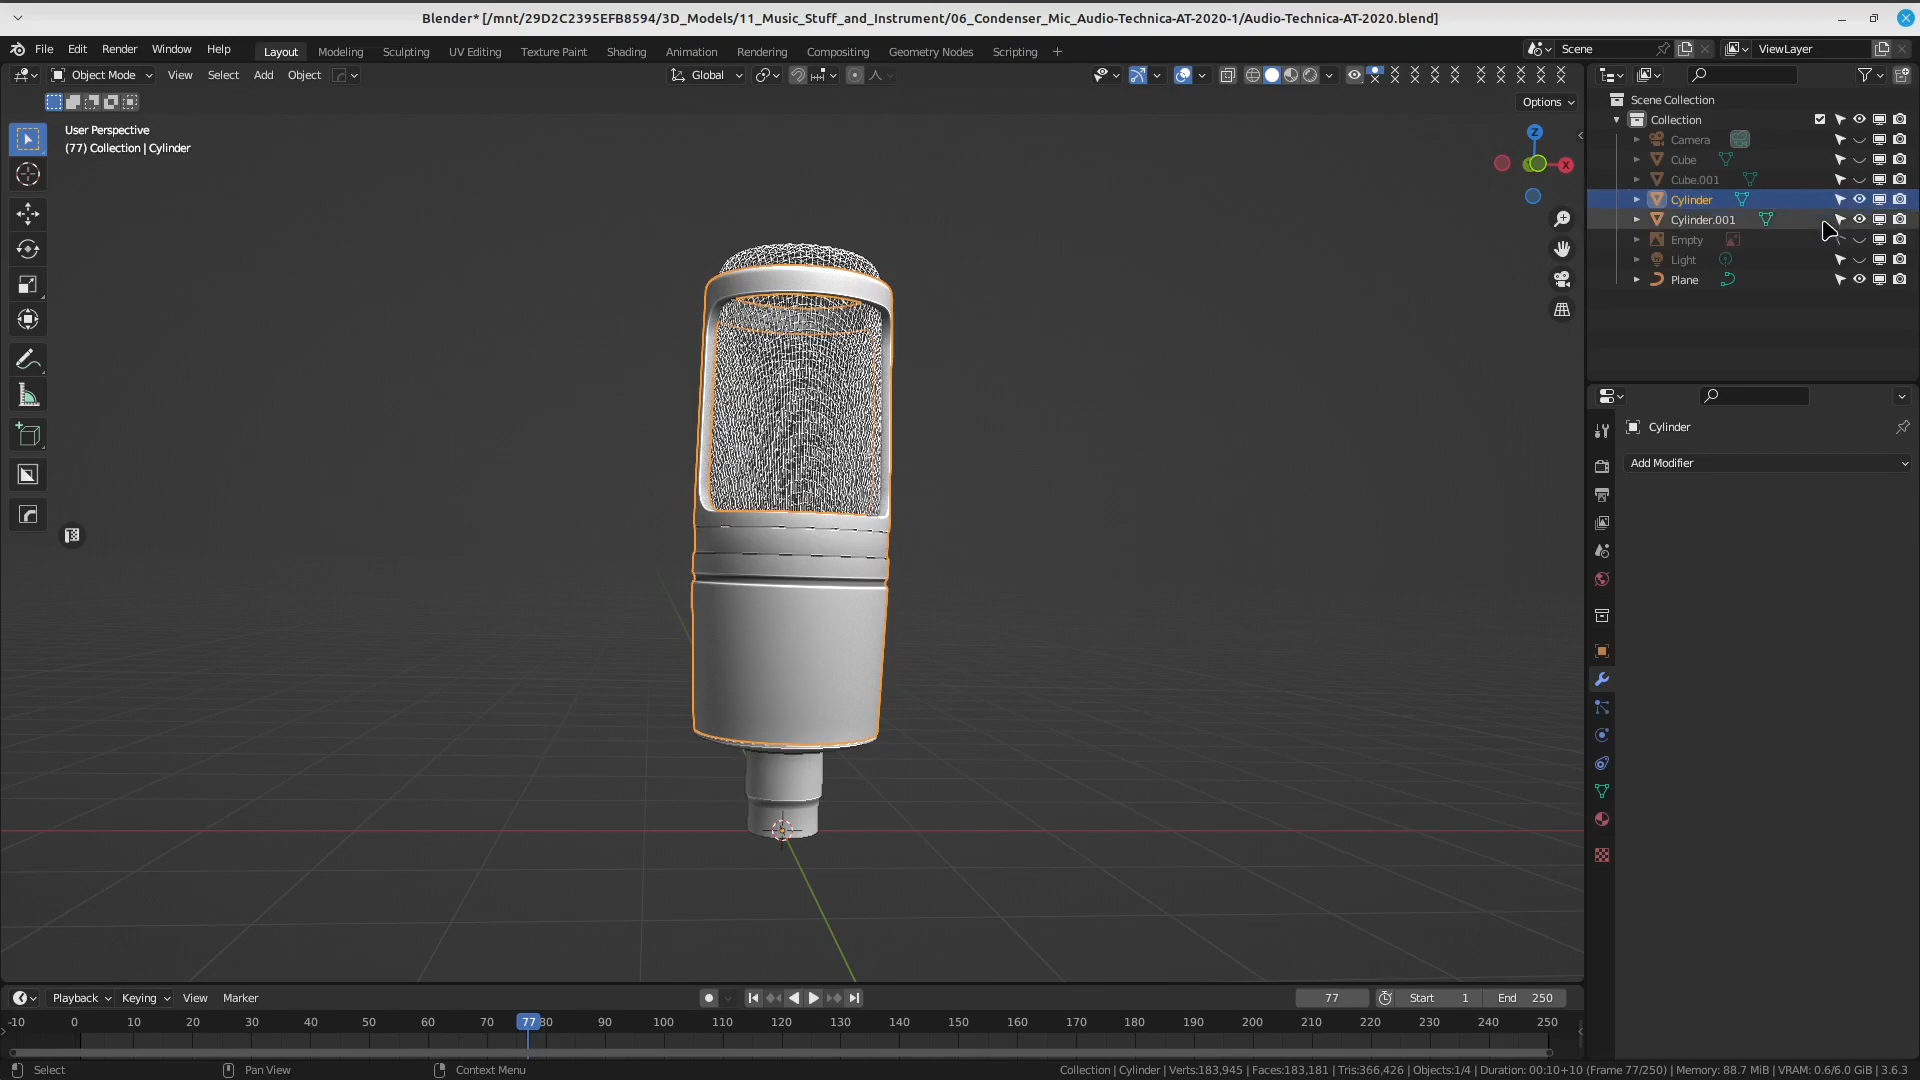 Blender* [/mnt/29D2C2395EFB8594/3D_Models/11_Music_Stuff_and_Instrument/06_Condenser_Mic_Audio-Technica-AT-2020-1/Audio-Technica-AT-2020.blend]
File Edit Render Window Help Layout Modeling Sculpting UV Editing Texture Paint Shading Animation Rendering Compositing Geometry Nodes Scripting + Scene ViewLayer
Object Mode View Select Add Object Global
Options
User Perspective
(77) Collection | Cylinder
Z
X
Scene Collection
Collection
Camera
Cube
Cube.001
Cylinder
Cylinder.001
Empty
Light
Plane
Cylinder
Add Modifier
Playback Keying View Marker 77 Start 1 End 250
-10 0 10 20 30 40 50 60 70 77 80 90 100 110 120 130 140 150 160 170 180 190 200 210 220 230 240 250
Select Pan View Context Menu Collection | Cylinder | Verts:183,945 | Faces:183,181 | Tris:366,426 | Objects:1/4 | Duration: 00:10+10 (Frame 77/250) | Memory: 88.7 MiB | VRAM: 0.6/6.0 GiB | 3.6.3